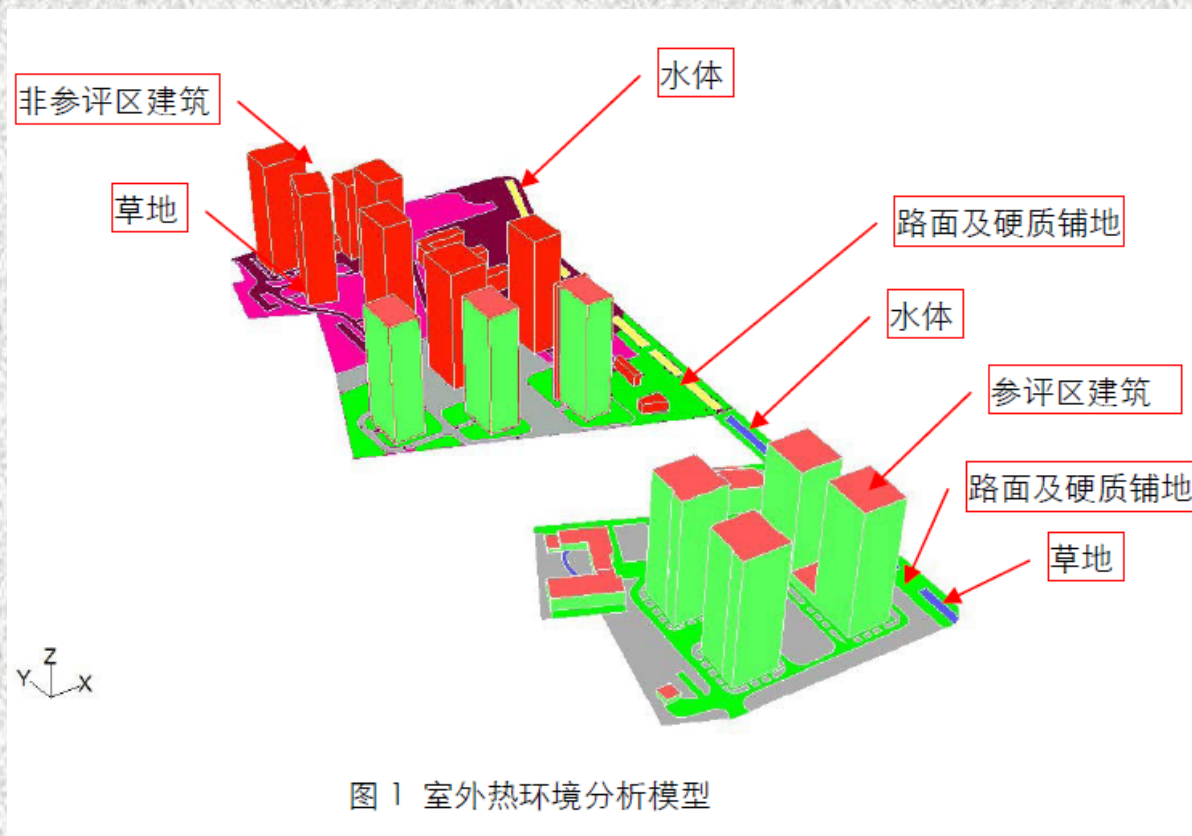 水体
非参评区建筑
草地
路面及硬质铺地
水体
参评区建筑
路面及硬质铺地
草地
Z
Y
X
图 1 室外热环境分析模型